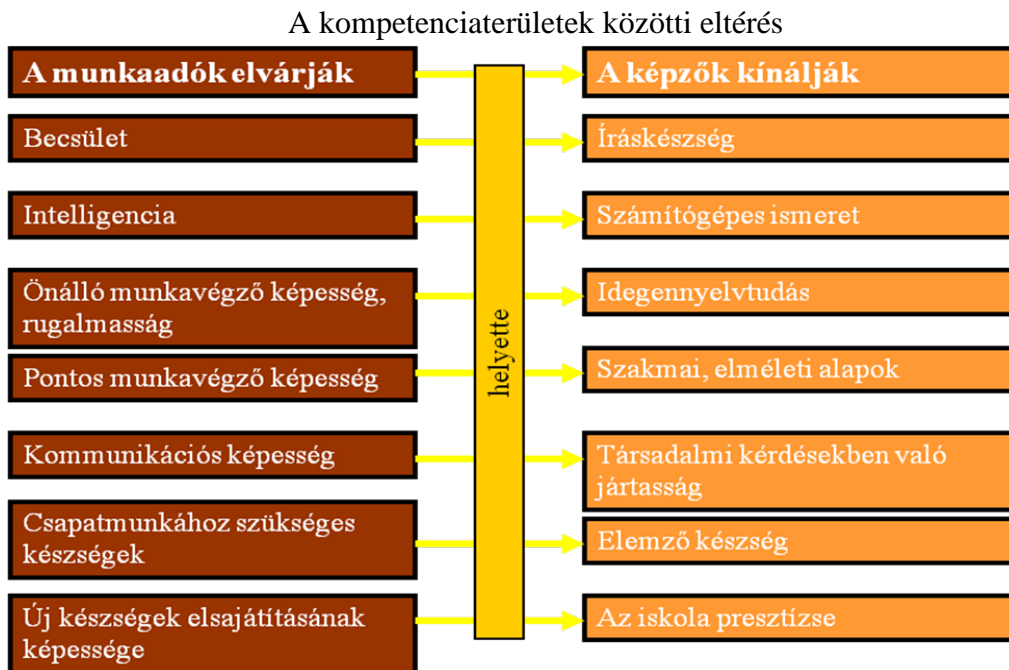 A kompetenciaterületek közötti eltérés
A munkaadók elvárják
A képzők kínálják
Becsület
Íráskészség
Intelligencia
Számítógépes ismeret
Önálló munkavégző képesség,
rugalmasság
Idegennyelvtudás
helyette
Pontos munkavégző képesség
Szakmai, elméleti alapok
Kommunikációs képesség
Társadalmi kérdésekben való
jártasság
Csapatmunkához szükséges
készségek
Elemző készség
Új készségek elsajátításának
képessége
Az iskola presztízse